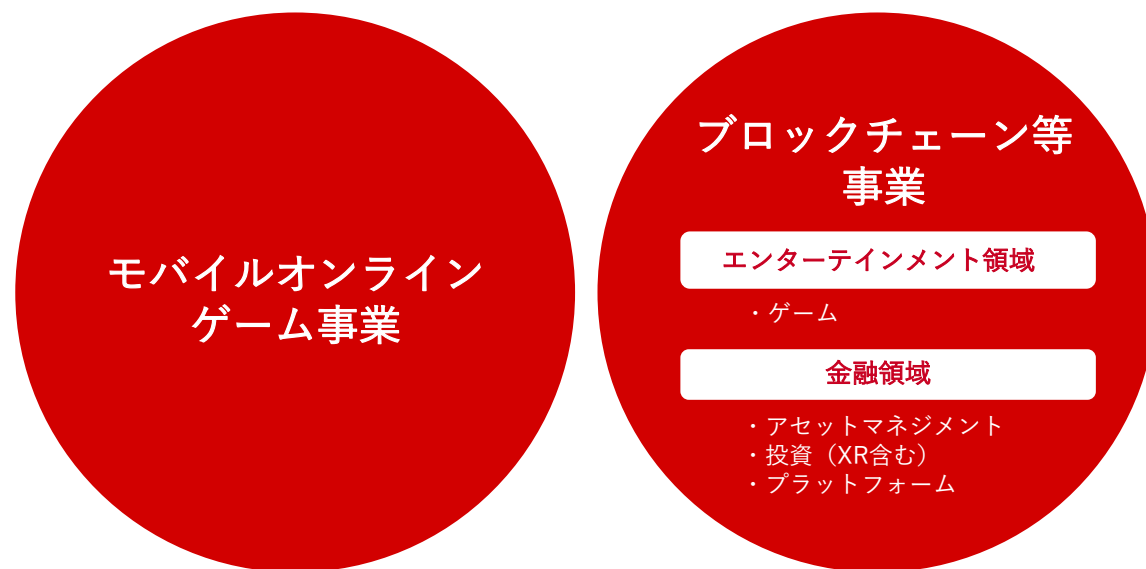 モバイルオンライン
ゲーム事業
ブロックチェーン等
事業
エンターテインメント領域
・ゲーム
金融領域
・アセットマネジメント
・投資（XR含む）
・プラットフォーム